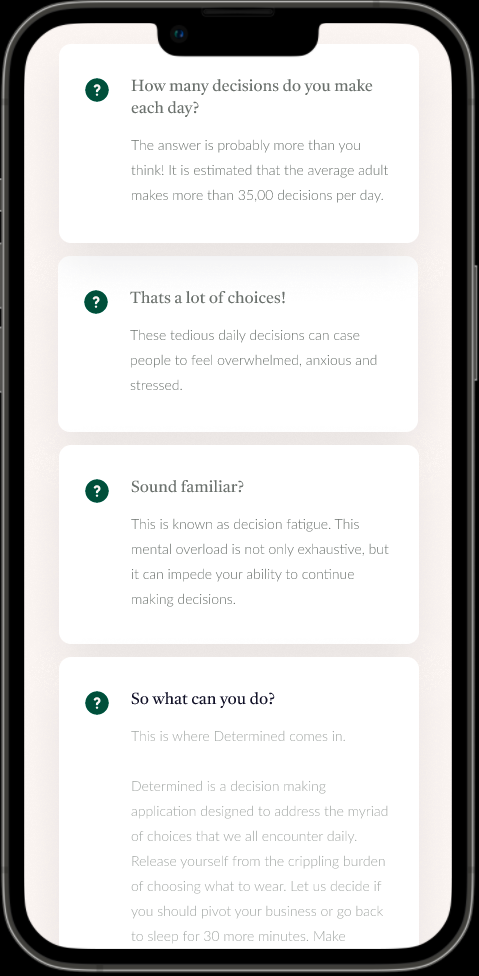 How many decisions do you make
each day?
The answer is probably more than you
think! It is estimated that the average adult
makes more than 35,00 decisions per day.
Thats a lot of choices!
These tedious daily decisions can case
people to feel overwhelmed, anxious and
stressed.
Sound familiar?
This is known as decision fatigue. This
mental overload is not only exhaustive, but
it can impede your ability to continue
making decisions.
So what can you do?
This is where Determined comes in.
Determined is a decision making
application designed to address the myriad
of choices that we all encounter daily.
Release yourself from the crippling burden
of choosing what to wear. Let us decide if
you should pivot your business or go back
to sleep for 30 more minutes. Make